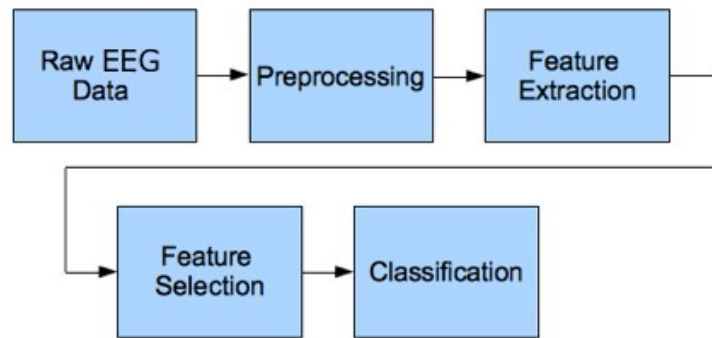 Raw EEG
Data
Preprocessing
Feature
Extraction
Feature
Selection
Classification